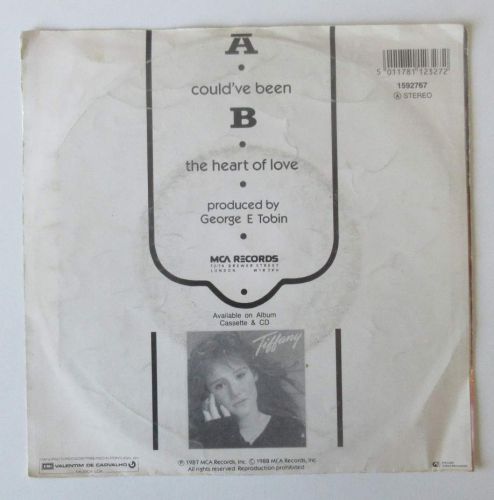 A
could've been
B
the heart of love
produced by
George E Tobin
MCA RECORDS
LONDON
5 011781 123272
1592767
STEREO
Available on Album
Cassette & CD
Tiffany
Ⓟ 1987 MCA Records, Inc © 1988 MCA Records, Inc
All rights reserved. Reproduction prohibited
EMI VALENTIM DE CARVALHO